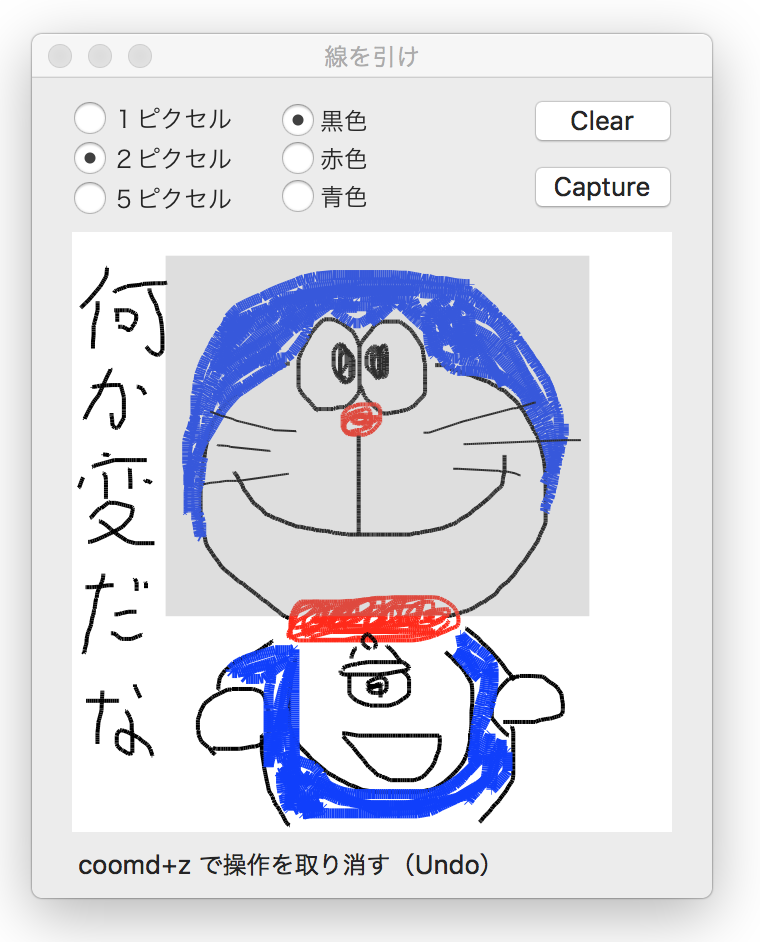 線を引け
1 ピクセル
2 ピクセル
5 ピクセル
黒色
赤色
青色
Clear
Capture
何か変だな
coomd+z で操作を取り消す（Undo）